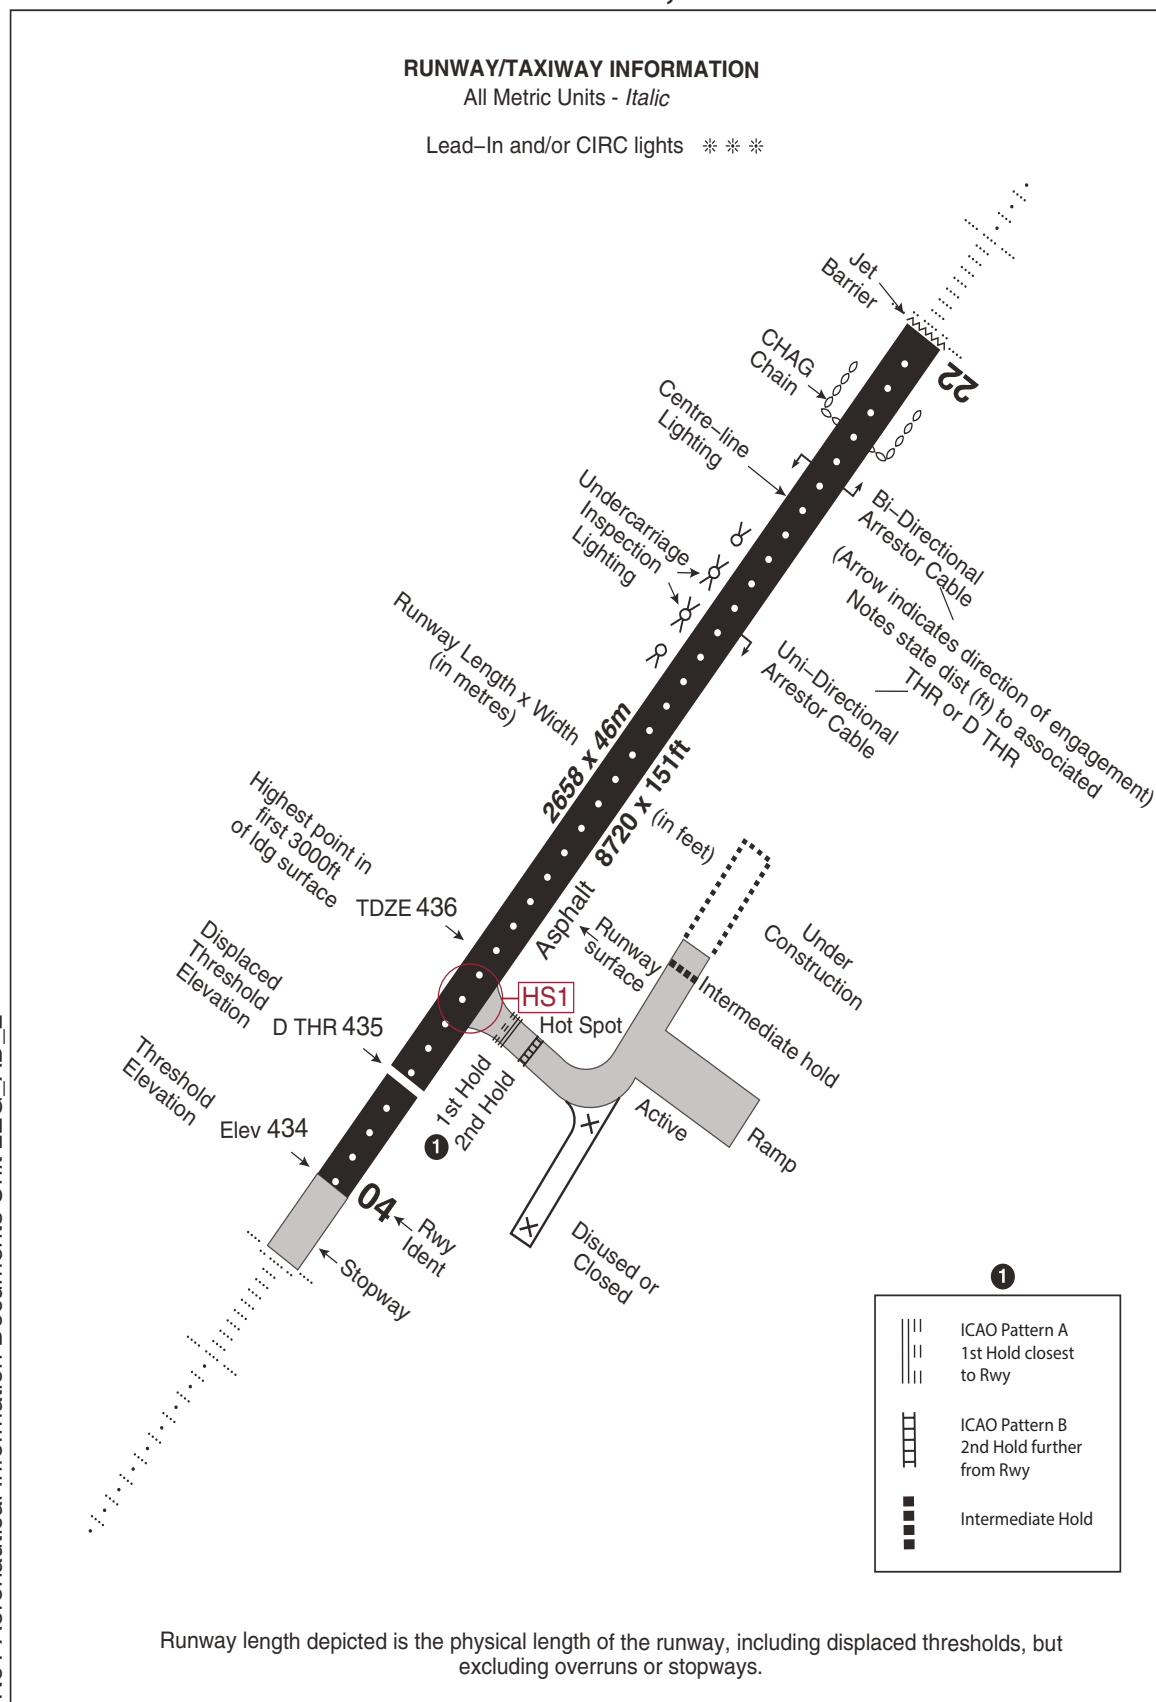 RUNWAY/TAXIWAY INFORMATION
All Metric Units - Italic
Lead–In and/or CIRC lights
Jet
Barrier
22
CHAG
Chain
Centre–line
Lighting
Undercarriage
Inspection
Lighting
Bi–Directional
Arrestor Cable
(Arrow indicates direction of engagement)
Notes state dist (ft) to associated
THR or D THR
Uni–Directional
Arrestor Cable
Runway Length x Width
(in metres)
2658 x 46m
8720 x 151ft
(in feet)
Highest point in
first 3000ft
of ldg surface
TDZE 436
Asphalt
Runway
surface
Under
Construction
Displaced
Threshold
Elevation
D THR 435
HS1
Hot Spot
Intermediate hold
Threshold
Elevation
Elev 434
1st Hold
2nd Hold
1
Active
Ramp
04
Rwy
Ident
Stopway
Disused or
Closed
1
ICAO Pattern A
1st Hold closest
to Rwy
ICAO Pattern B
2nd Hold further
from Rwy
Intermediate Hold
Runway length depicted is the physical length of the runway, including displaced thresholds, but
excluding overruns or stopways.